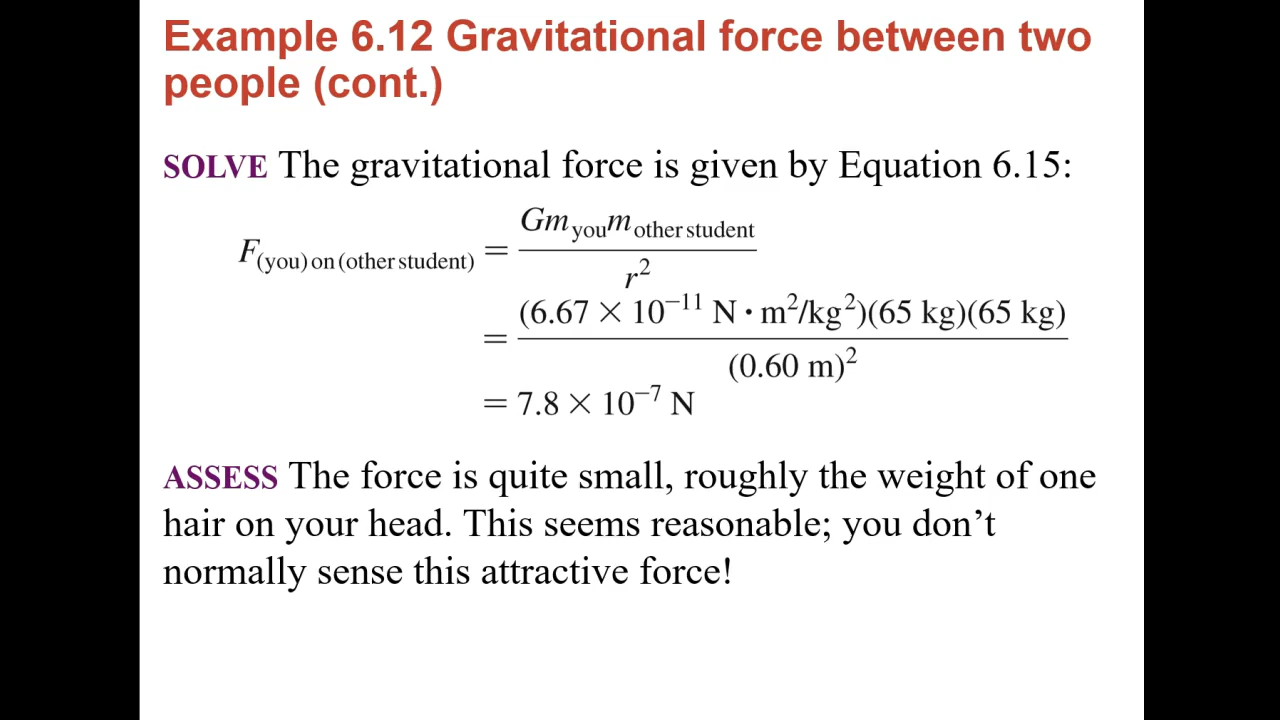 Example 6.12 Gravitational force between two
people (cont.)
SOLVE The gravitational force is given by Equation 6.15:
F(you) on (other student) = Gm_you m_other student / r²
= (6.67 × 10⁻¹¹ N · m²/kg²)(65 kg)(65 kg) / (0.60 m)²
= 7.8 × 10⁻⁷ N
ASSESS The force is quite small, roughly the weight of one
hair on your head. This seems reasonable; you don’t
normally sense this attractive force!